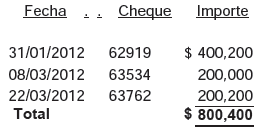 Fecha . . Cheque Importe
31/01/2012 62919 $ 400,200
08/03/2012 63534 200,000
22/03/2012 63762 200,200
Total $ 800,400